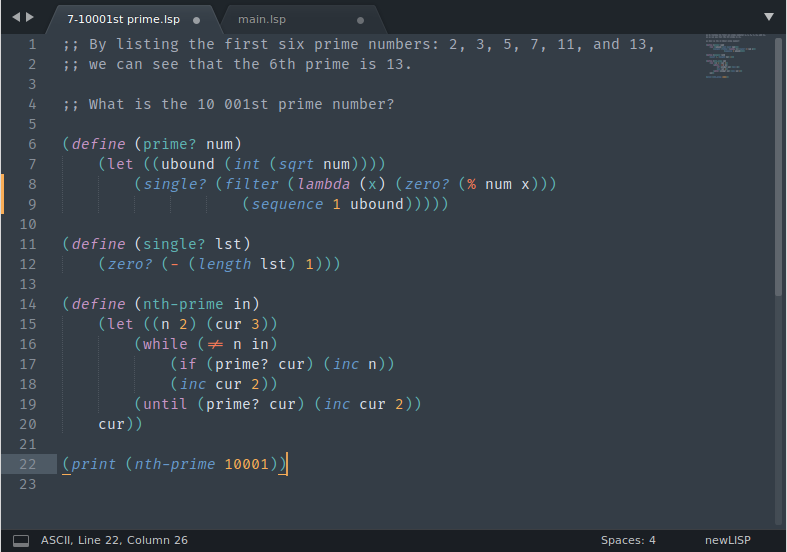 7-10001st prime.lsp
main.lsp
1 ;; By listing the first six prime numbers: 2, 3, 5, 7, 11, and 13,
2 ;; we can see that the 6th prime is 13.
3
4 ;; What is the 10 001st prime number?
5
6 (define (prime? num)
7     (let ((ubound (int (sqrt num))))
8         (single? (filter (lambda (x) (zero? (% num x)))
9                     (sequence 1 ubound)))))
10
11 (define (single? lst)
12     (zero? (- (length lst) 1)))
13
14 (define (nth-prime in)
15     (let ((n 2) (cur 3))
16         (while (≠ n in)
17             (if (prime? cur) (inc n))
18             (inc cur 2))
19         (until (prime? cur) (inc cur 2))
20     cur))
21
22 (print (nth-prime 10001))
23
ASCII, Line 22, Column 26
Spaces: 4
newLISP